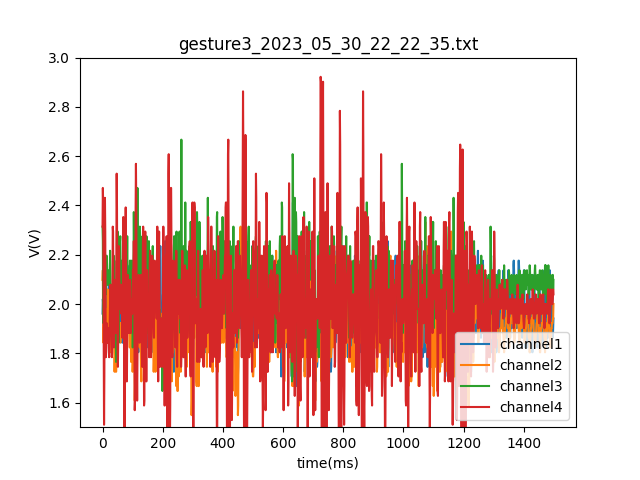 gesture3_2023_05_30_22_22_35.txt
3.0
2.8
2.6
2.4
2.2
2.0
1.8
1.6
V(V)
0 200 400 600 800 1000 1200 1400
time(ms)
channel1
channel2
channel3
channel4